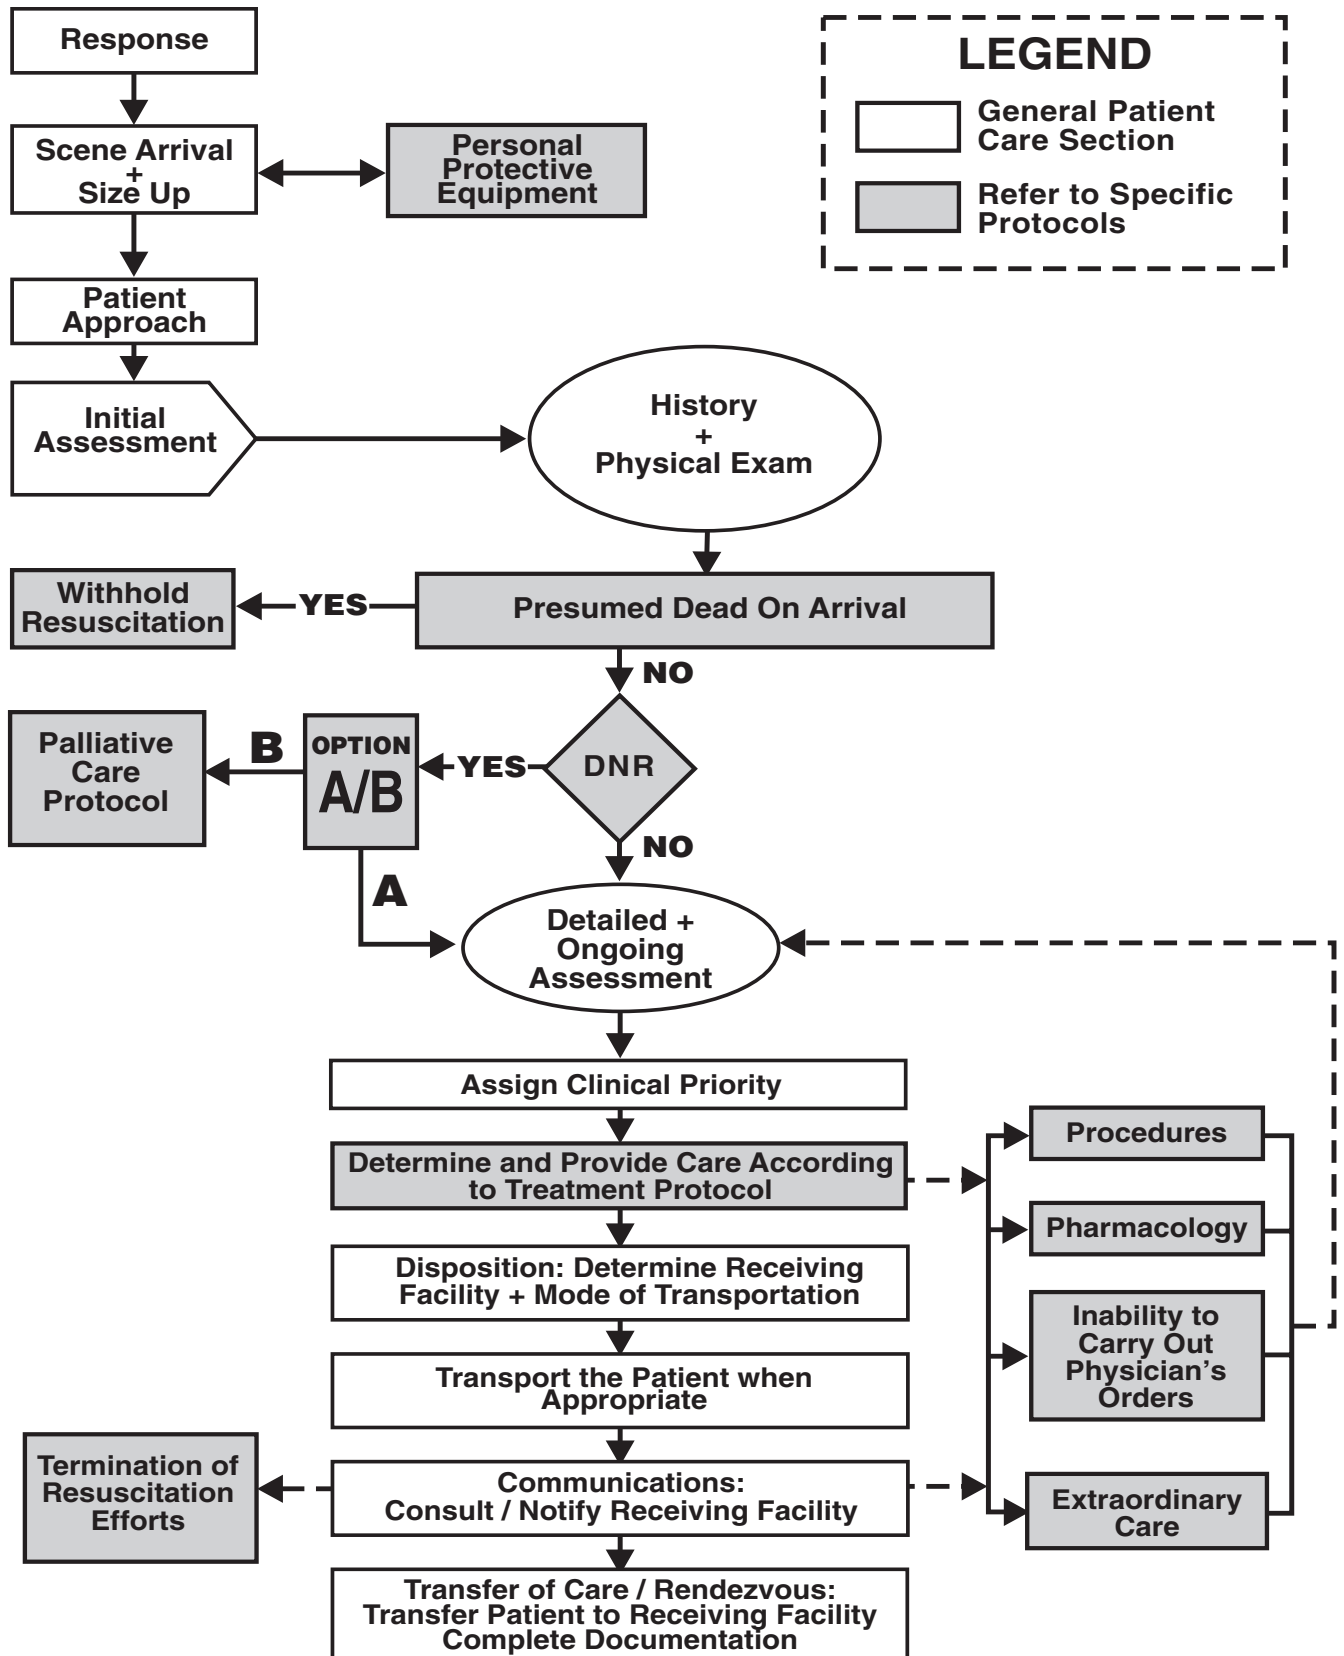 Response
LEGEND
General Patient
Care Section
Refer to Specific
Protocols
Scene Arrival
+
Size Up
Personal
Protective
Equipment
Patient
Approach
Initial
Assessment
History
+
Physical Exam
Withhold
Resuscitation
YES
Presumed Dead On Arrival
NO
Palliative
Care
Protocol
B
OPTION
A/B
YES
DNR
NO
A
Detailed +
Ongoing
Assessment
Assign Clinical Priority
Determine and Provide Care According
to Treatment Protocol
Disposition: Determine Receiving
Facility + Mode of Transportation
Transport the Patient when
Appropriate
Communications:
Consult / Notify Receiving Facility
Transfer of Care / Rendezvous:
Transfer Patient to Receiving Facility
Complete Documentation
Termination of
Resuscitation
Efforts
Procedures
Pharmacology
Inability to
Carry Out
Physician’s
Orders
Extraordinary
Care